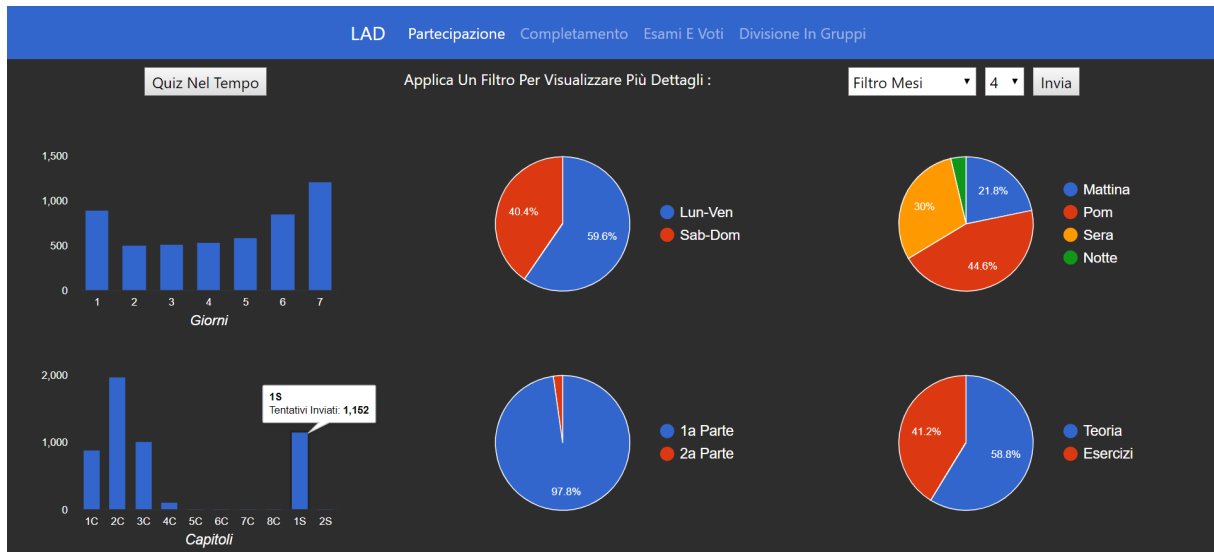 LAD Partecipazione Completamento Esami E Voti Divisione In Gruppi
Quiz Nel Tempo
Applica Un Filtro Per Visualizzare Più Dettagli :
Filtro Mesi 4 Invia
1,500
1,000
500
0
1 2 3 4 5 6 7
Giorni
40.4%
59.6%
Lun-Ven
Sab-Dom
21.8%
30%
44.6%
Mattina
Pom
Sera
Notte
2,000
1,000
0
1S
Tentativi Inviati: 1,152
1C 2C 3C 4C 5C 6C 7C 8C 1S 2S
Capitoli
97.8%
1a Parte
2a Parte
41.2%
58.8%
Teoria
Esercizi